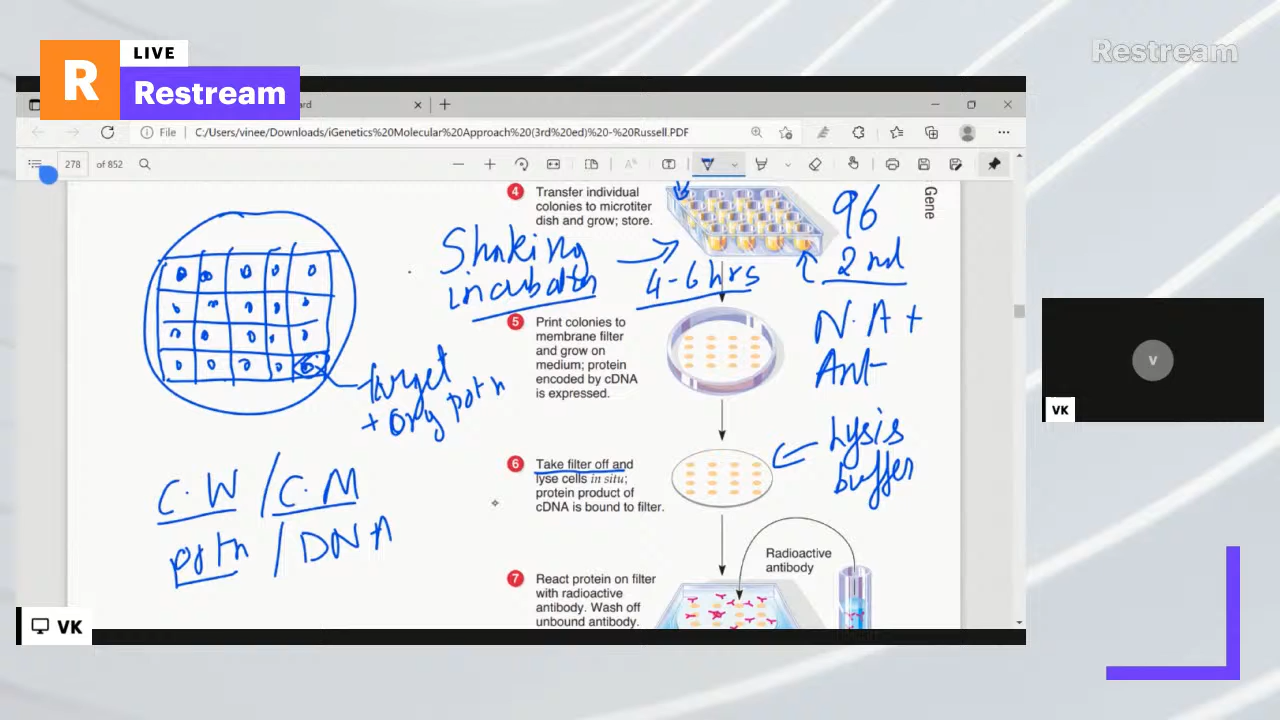 R
LIVE
Restream
Restream
ard
File
C:/Users/vinee/Downloads/iGenetics%20Molecular%20Approach%20(3rd%20ed)%20-%20Russell.PDF
278 of 852
4 Transfer individual
colonies to microtiter
dish and grow; store.
96
2 nd
Gene
Shaking
incubator
4-6 hrs
N.A +
Ant
5 Print colonies to
membrane filter
and grow on
medium; protein
encoded by cDNA
is expressed.
target
+ Org
C.W / C.M
/ DNA
6 Take filter off and
lyse cells in situ;
protein product of
cDNA is bound to filter.
Lysis
buffer
7 React protein on filter
with radioactive
antibody. Wash off
unbound antibody.
Radioactive
antibody
V
VK
VK